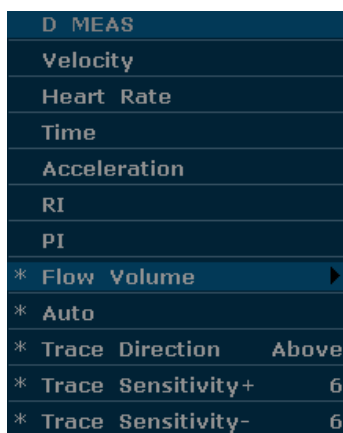 D MEAS
Velocity
Heart Rate
Time
Acceleration
RI
PI
* Flow Volume
* Auto
* Trace Direction Above
* Trace Sensitivity+ 6
* Trace Sensitivity- 6